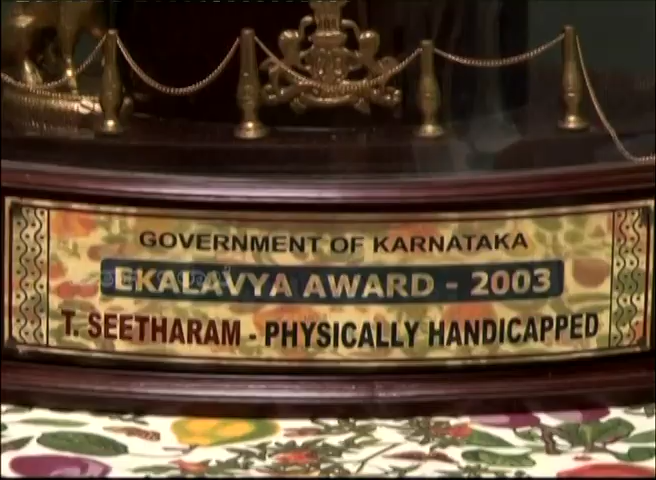 GOVERNMENT OF KARNATAKA
EKALAVYA AWARD - 2003
T. SEETHARAM - PHYSICALLY HANDICAPPED